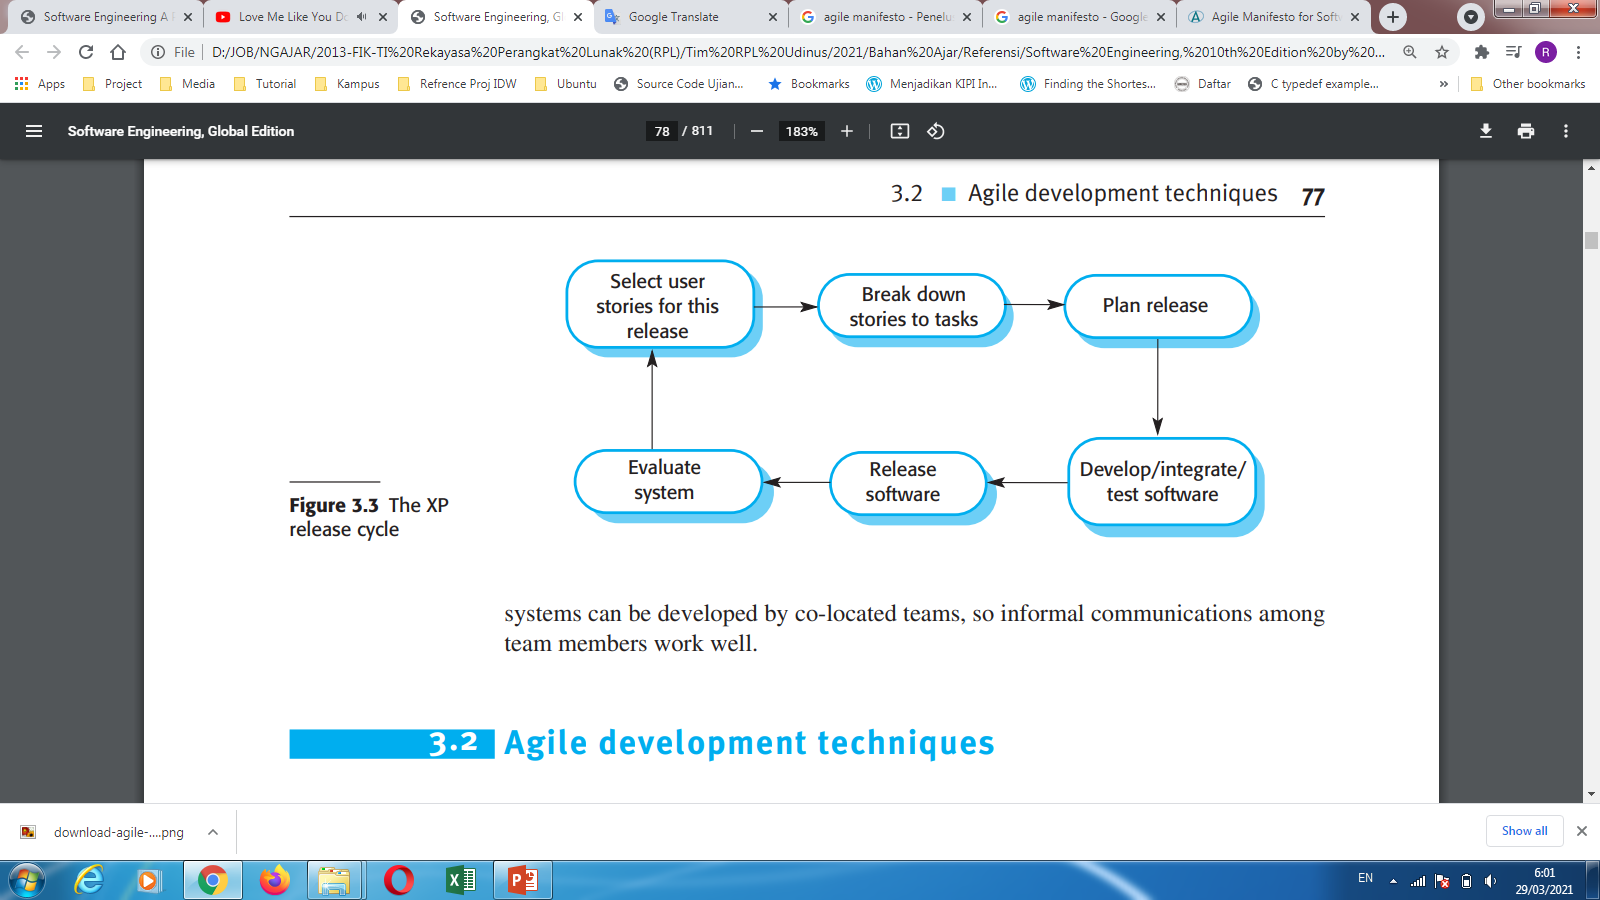 Software Engineering A P
Love Me Like You Do
Software Engineering, Gl
Google Translate
agile manifesto - Penelu
agile manifesto - Google
Agile Manifesto for Soft
File
D:/JOB/NGAJAR/2013-FIK-TI%20Rekayasa%20Perangkat%20Lunak%20(RPL)/Tim%20RPL%20Udinus/2021/Bahan%20Ajar/Referensi/Software%20Engineering,%2010th%20Edition%20by%20...
R
Apps
Project
Media
Tutorial
Kampus
Refrence Proj IDW
Ubuntu
Source Code Ujian...
Bookmarks
Menjadikan KIPI In...
Finding the Shortes...
Daftar
C typedef example...
»
Other bookmarks
Software Engineering, Global Edition
78 / 811
183%
3.2 Agile development techniques 77
Select user
stories for this
release
Break down
stories to tasks
Plan release
Evaluate
system
Release
software
Develop/integrate/
test software
Figure 3.3 The XP
release cycle
systems can be developed by co-located teams, so informal communications among
team members work well.
3.2 Agile development techniques
download-agile-....png
Show all
EN
6:01
29/03/2021